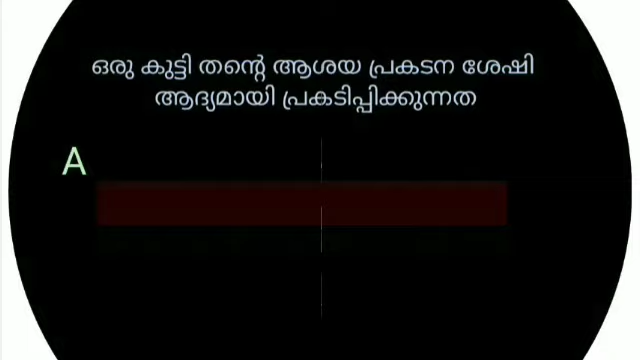 ഒരു കുട്ടി തന്റെ ആശയ പ്രകടന ശേഷി
ആദ്യമായി പ്രകടിപ്പിക്കുന്നത
A